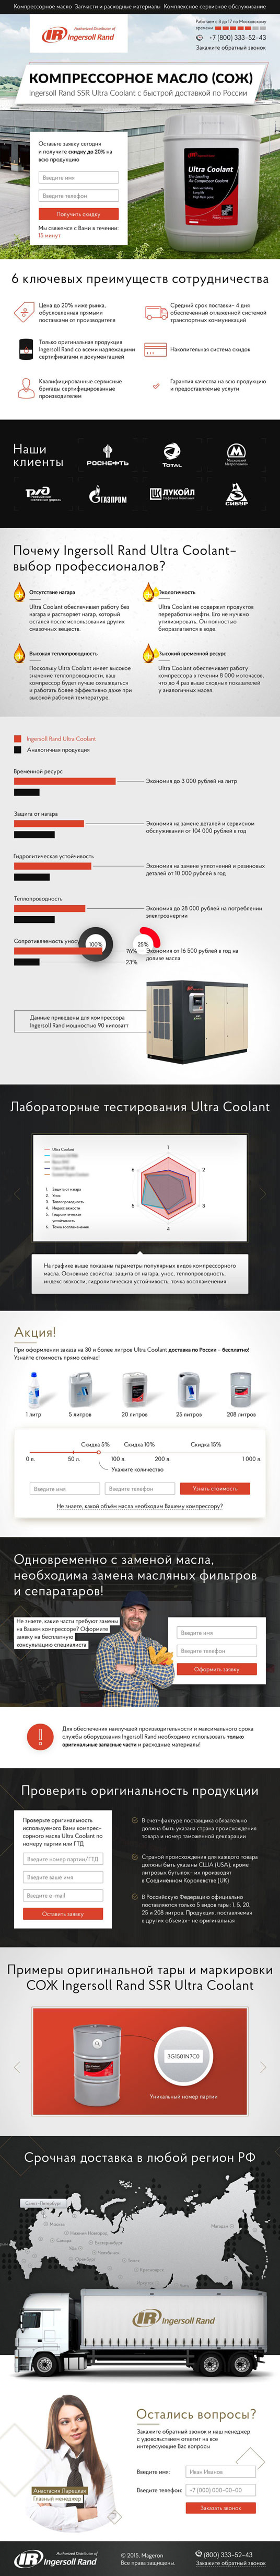 Компрессорное масло Запчасти и расходные материалы Комплексное сервисное обслуживание
Authorized Distributor of
IR Ingersoll Rand
Работаем с 8 до 17 по Московскому
времени
+7 (800) 333-52-43
Закажите обратный звонок
КОМПРЕССОРНОЕ МАСЛО (СОЖ)
Ingersoll Rand SSR Ultra Coolant с быстрой доставкой по России
Оставьте заявку сегодня
и получите скидку до 20% на
всю продукцию
Введите имя
Введите телефон
Получить скидку
Мы свяжемся с Вами в течении:
15 минут
Ultra Coolant
The Leading
Air Compressor Coolant
6 ключевых преимуществ сотрудничества
Цена до 20% ниже рынка,
обусловленная прямыми
поставками от производителя
Средний срок поставке– 4 дня
обеспеченный отлаженной системой
транспортных коммуникаций
Только оригинальная продукция
Ingersoll Rand со всеми надлежащими
сертификатами и документацией
Накопительная система скидок
Квалифицированные сервисные
бригады сертифицированные
производителем
Гарантия качества на всю продукцию
и предоставляемые услуги
Наши
клиенты
РОСНЕФТЬ
TOTAL
Московский
Метрополитен
РЖД
Российские
железные дороги
ГАЗПРОМ
ЛУКОЙЛ
Нефтяная Компания
СИБУР
Почему Ingersoll Rand Ultra Coolant–
выбор профессионалов?
Отсутствие нагара
Ultra Coolant обеспечивает работу без
нагара и растворяет нагар, который
остался после использования других
смазочных веществ.
Экологичность
Ultra Coolant не содержит продуктов
переработки нефти. Его не нужно
утилизировать. Он полностью
биоразлагается в воде.
Высокая теплопроводность
Поскольку Ultra Coolant имеет высокое
значение теплопроводности, ваш
компрессор будет лучше охлаждаться
и работать более эффективно даже при
высокой рабочей температуре.
Высокий временной ресурс
Ultra Coolant обеспечивает работу
компрессора в течении 8 000 моточасов,
что до 4 раз выше сходных показателей
у аналогичных масел.
Ingersoll Rand Ultra Coolant
Аналогичная продукция
Временной ресурс
Экономия до 3 000 рублей на литр
Защита от нагара
Экономия на замене деталей и сервисном
обслуживании от 104 000 рублей в год
Гидролитическая устойчивость
Экономия на замене уплотнений и резиновых
деталей от 10 000 рублей в год
Теплопроводность
Экономия до 28 000 рублей на потреблении
электроэнергии
Сопротивляемость уносу
100%
25%
76%
23%
Экономия от 16 500 рублей в год на
доливе масла
Данные приведены для компрессора
Ingersoll Rand мощностью 90 киловатт
Лабораторные тестирования Ultra Coolant
Ultra Coolant
1. Защита от нагара
2. Унос
3. Теплопроводность
4. Индекс вязкости
5. Гидролитическая
устойчивость
6. Точка воспламенения
1
2
3
4
5
6
На графике выше показаны параметры популярных видов компрессорного
масла. Основные свойства: защита от нагара, унос, теплопроводность,
индекс вязкости, гидролитическая устойчивость, точка воспламенения.
Акция!
При оформлении заказа на 30 и более литров Ultra Coolant доставка по России – бесплатно!
Узнайте стоимость прямо сейчас!
1 литр
5 литров
20 литров
25 литров
208 литров
Скидка 5%
Скидка 10%
Скидка 15%
0 л.
50 л.
100 л.
200 л.
1 000 л.
Укажите количество
Введите имя
Введите телефон
Узнать стоимость
Не знаете, какой объём масла необходим Вашему компрессору?
Одновременно с заменой масла,
необходима замена масляных фильтров
и сепараторов!
Не знаете, какие части требуют замены
на Вашем компрессоре? Оформите
заявку на бесплатную
консультацию специалиста
Введите имя
Введите телефон
Оформить заявку
Для обеспечения наилучшей производительности и максимального срока
службы оборудования Ingersoll Rand необходимо использовать только
оригинальные запасные части и расходные материалы!
Проверить оригинальность продукции
Проверьте оригинальность
используемого Вами компрес–
сорного масла Ultra Coolant по
номеру партии или ГТД
Введите номер партии/ГТД
Введите ваше имя
Введите e-mail
Оставить заявку
В счет–фактуре поставщика обязательно
должна быть указана страна происхождения
товара и номер таможенной декларации
Страной происхождения для каждого товара
должны быть указаны США (USA), кроме
литровых бутылок– их производят
в Соединённом Королевстве (UK)
В Российскую Федерацию официально
поставляются только 5 видов тары: 1, 5, 20,
25 и 208 литров. Продукция, поставляемая
в других объемах– не оригинальная
Примеры оригинальной тары и маркировки
СОЖ Ingersoll Rand SSR Ultra Coolant
3G1501N7C0
Уникальный номер партии
Срочная доставка в любой регион РФ
Санкт-Петербург
Москва
Нижний Новгород
Самара
Екатеринбург
Уфа
Челябинск
Оренбург
Томск
Красноярск
Иркутск
Магадан
IR Ingersoll Rand
Остались вопросы?
Закажите обратный звонок и наш менеджер
с удовольствием ответит на все
интересующие Вас вопросы
Введите имя:
Иван Иванов
Введите телефон:
+7 (000) 000-00-00
Заказать звонок
Анастасия Ларецкая
Главный менеджер
Authorized Distributor of
IR Ingersoll Rand
© 2015, Mageron
Все права защищены.
(800) 333-52-43
Закажите обратный звонок